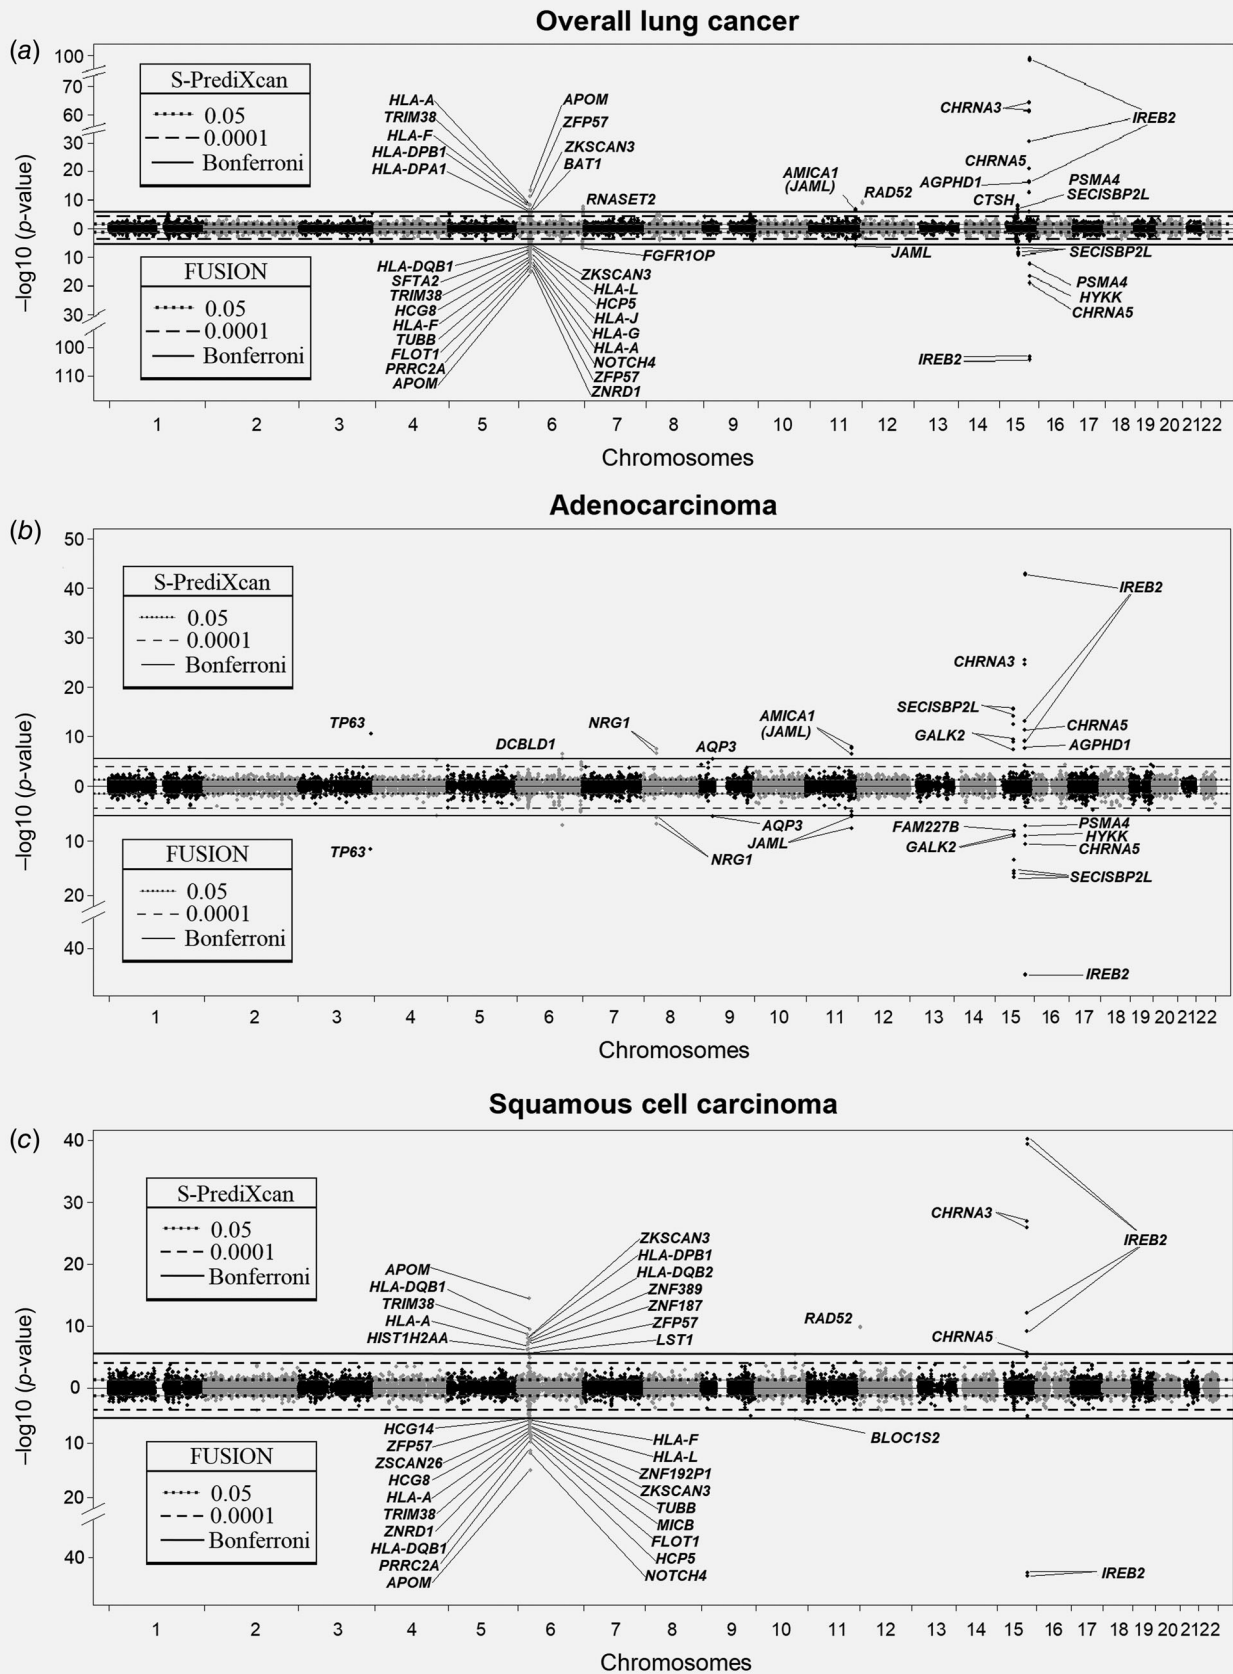 Overall lung cancer
(a)
−log10 (p-value)
100
70
60
30
20
10
0
10
20
30
100
110
S-PrediXcan
0.05
0.0001
Bonferroni
FUSION
0.05
0.0001
Bonferroni
HLA-A
TRIM38
HLA-F
HLA-DPB1
HLA-DPA1
APOM
ZFP57
ZKSCAN3
BAT1
RNASET2
AMICA1
(JAML)
RAD52
CHRNA3
IREB2
CHRNA5
AGPHD1
PSMA4
CTSH
SECISBP2L
HLA-DQB1
SFTA2
TRIM38
HCG8
HLA-F
TUBB
FLOT1
PRRC2A
APOM
FGFR1OP
ZKSCAN3
HLA-L
HCP5
HLA-J
HLA-G
HLA-A
NOTCH4
ZFP57
ZNRD1
JAML
SECISBP2L
PSMA4
HYKK
CHRNA5
IREB2
1 2 3 4 5 6 7 8 9 10 11 12 13 14 15 16 17 18 19 20 21 22
Chromosomes
Adenocarcinoma
(b)
−log10 (p-value)
50
40
30
20
10
0
10
20
40
S-PrediXcan
0.05
0.0001
Bonferroni
FUSION
0.05
0.0001
Bonferroni
TP63
DCBLD1
NRG1
AQP3
AMICA1
(JAML)
IREB2
CHRNA3
SECISBP2L
GALK2
CHRNA5
AGPHD1
TP63
NRG1
AQP3
JAML
FAM227B
GALK2
PSMA4
HYKK
CHRNA5
SECISBP2L
IREB2
1 2 3 4 5 6 7 8 9 10 11 12 13 14 15 16 17 18 19 20 21 22
Chromosomes
Squamous cell carcinoma
(c)
−log10 (p-value)
40
30
20
10
0
10
20
40
S-PrediXcan
0.05
0.0001
Bonferroni
FUSION
0.05
0.0001
Bonferroni
APOM
HLA-DQB1
TRIM38
HLA-A
HIST1H2AA
ZKSCAN3
HLA-DPB1
HLA-DQB2
ZNF389
ZNF187
ZFP57
LST1
RAD52
CHRNA3
IREB2
CHRNA5
HCG14
ZFP57
ZSCAN26
HCG8
HLA-A
TRIM38
ZNRD1
HLA-DQB1
PRRC2A
APOM
HLA-F
HLA-L
ZNF192P1
ZKSCAN3
TUBB
MICB
FLOT1
HCP5
NOTCH4
BLOC1S2
IREB2
1 2 3 4 5 6 7 8 9 10 11 12 13 14 15 16 17 18 19 20 21 22
Chromosomes